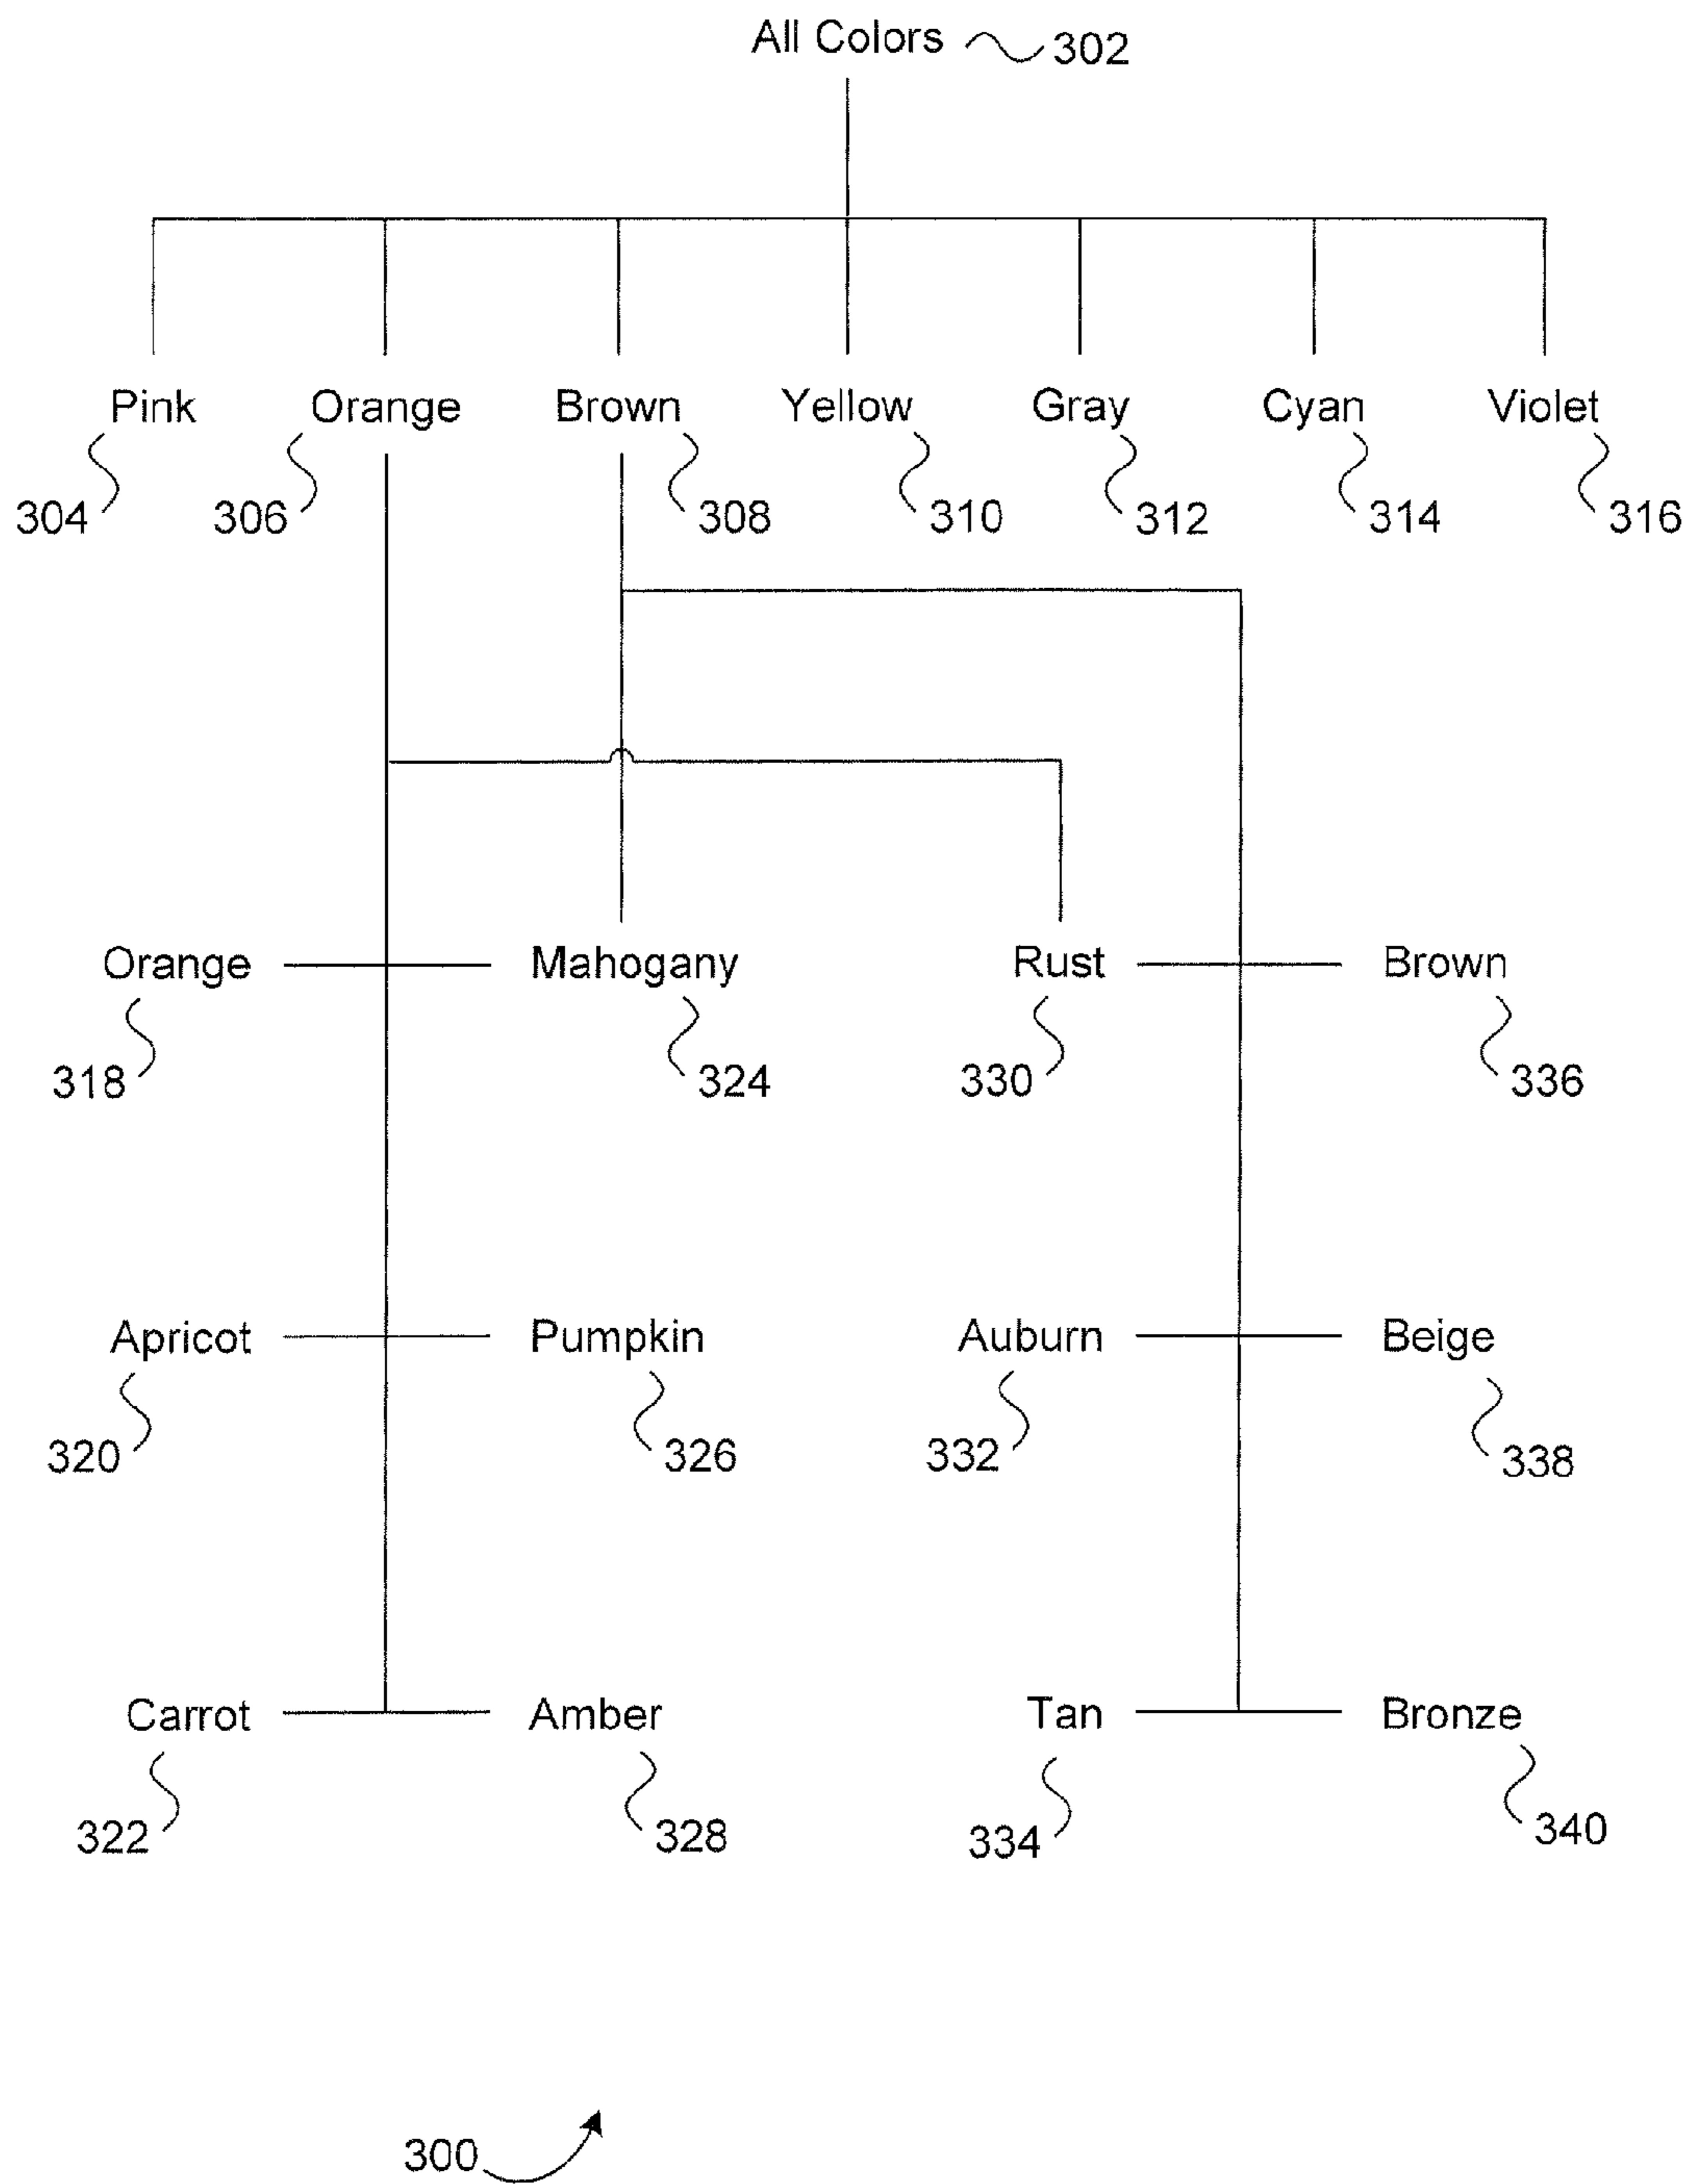 All Colors 302
Pink Orange Brown Yellow Gray Cyan Violet
304 306 308 310 312 314 316
Orange Mahogany Rust Brown
318 324 330 336
Apricot Pumpkin Auburn Beige
320 326 332 338
Carrot Amber Tan Bronze
322 328 334 340
300